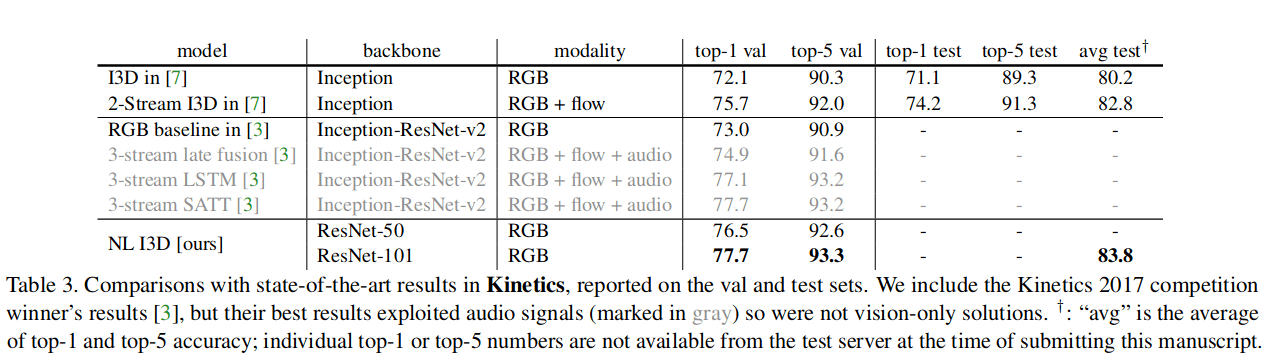 model backbone modality top-1 val top-5 val top-1 test top-5 test avg test†
I3D in [7] Inception RGB 72.1 90.3 71.1 89.3 80.2
2-Stream I3D in [7] Inception RGB + flow 75.7 92.0 74.2 91.3 82.8
RGB baseline in [3] Inception-ResNet-v2 RGB 73.0 90.9 - - -
3-stream late fusion [3] Inception-ResNet-v2 RGB + flow + audio 74.9 91.6 - - -
3-stream LSTM [3] Inception-ResNet-v2 RGB + flow + audio 77.1 93.2 - - -
3-stream SATT [3] Inception-ResNet-v2 RGB + flow + audio 77.7 93.2 - - -
NL I3D [ours] ResNet-50 RGB 76.5 92.6 - - -
ResNet-101 RGB 77.7 93.3 - - 83.8
Table 3. Comparisons with state-of-the-art results in Kinetics, reported on the val and test sets. We include the Kinetics 2017 competition
winner's results [3], but their best results exploited audio signals (marked in gray) so were not vision-only solutions. †: “avg” is the average
of top-1 and top-5 accuracy; individual top-1 or top-5 numbers are not available from the test server at the time of submitting this manuscript.